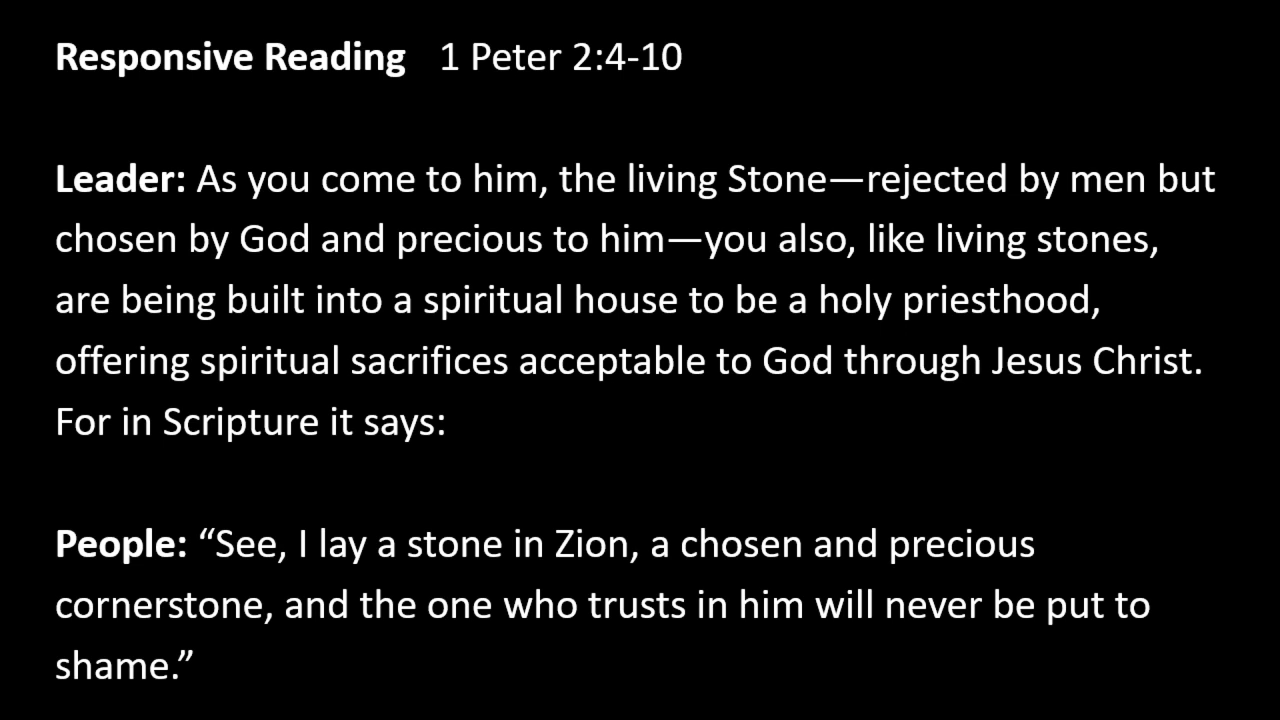 Responsive Reading 1 Peter 2:4-10
Leader: As you come to him, the living Stone—rejected by men but
chosen by God and precious to him—you also, like living stones,
are being built into a spiritual house to be a holy priesthood,
offering spiritual sacrifices acceptable to God through Jesus Christ.
For in Scripture it says:
People: “See, I lay a stone in Zion, a chosen and precious
cornerstone, and the one who trusts in him will never be put to
shame.”